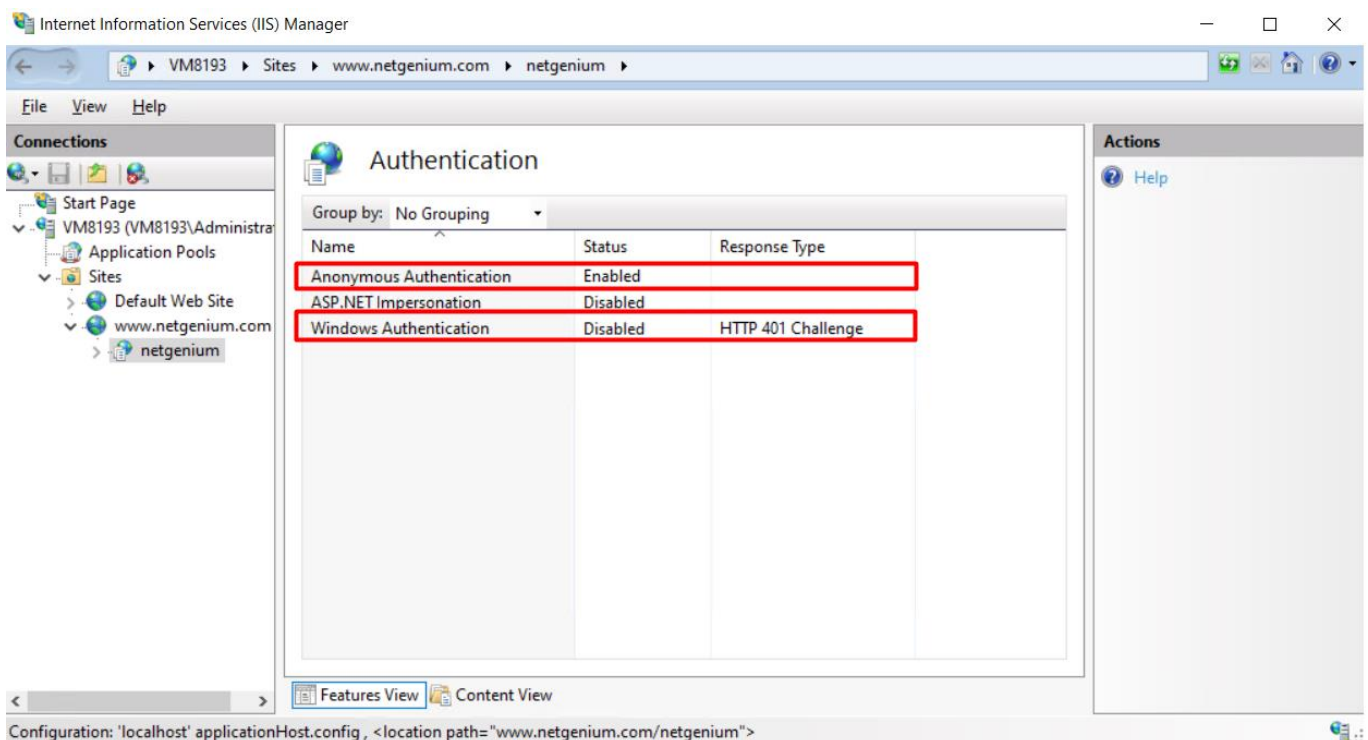 Internet Information Services (IIS) Manager
VM8193 Sites www.netgenium.com netgenium
File View Help
Connections
Start Page
VM8193 (VM8193\Administra
Application Pools
Sites
Default Web Site
www.netgenium.com
netgenium
Authentication
Group by: No Grouping
Name Status Response Type
Anonymous Authentication Enabled
ASP.NET Impersonation Disabled
Windows Authentication Disabled HTTP 401 Challenge
Features View Content View
Actions
Help
Configuration: 'localhost' applicationHost.config , <location path="www.netgenium.com/netgenium">